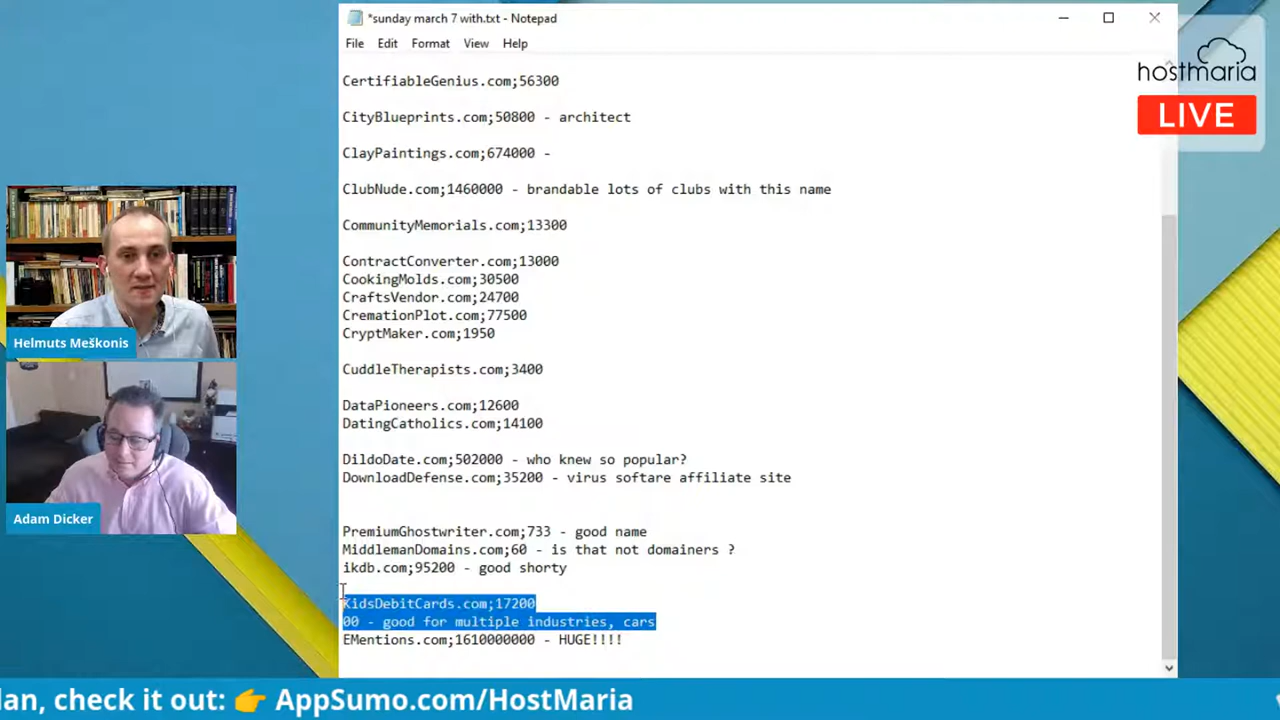 *sunday march 7 with.txt - Notepad
File Edit Format View Help
CertifiableGenius.com;56300
CityBlueprints.com;50800 - architect
ClayPaintings.com;674000 -
ClubNude.com;1460000 - brandable lots of clubs with this name
CommunityMemorials.com;13300
ContractConverter.com;13000
CookingMolds.com;30500
CraftsVendor.com;24700
CremationPlot.com;77500
CryptMaker.com;1950
CuddleTherapists.com;3400
DataPioneers.com;12600
DatingCatholics.com;14100
DildoDate.com;502000 - who knew so popular?
DownloadDefense.com;35200 - virus softare affiliate site
PremiumGhostwriter.com;733 - good name
MiddlemanDomains.com;60 - is that not domainers ?
ikdb.com;95200 - good shorty
KidsDebitCards.com;17200
00 - good for multiple industries, cars
EMentions.com;1610000000 - HUGE!!!!
hostmaria
LIVE
Helmuts Meškonis
Adam Dicker
lan, check it out: 👉 AppSumo.com/HostMaria